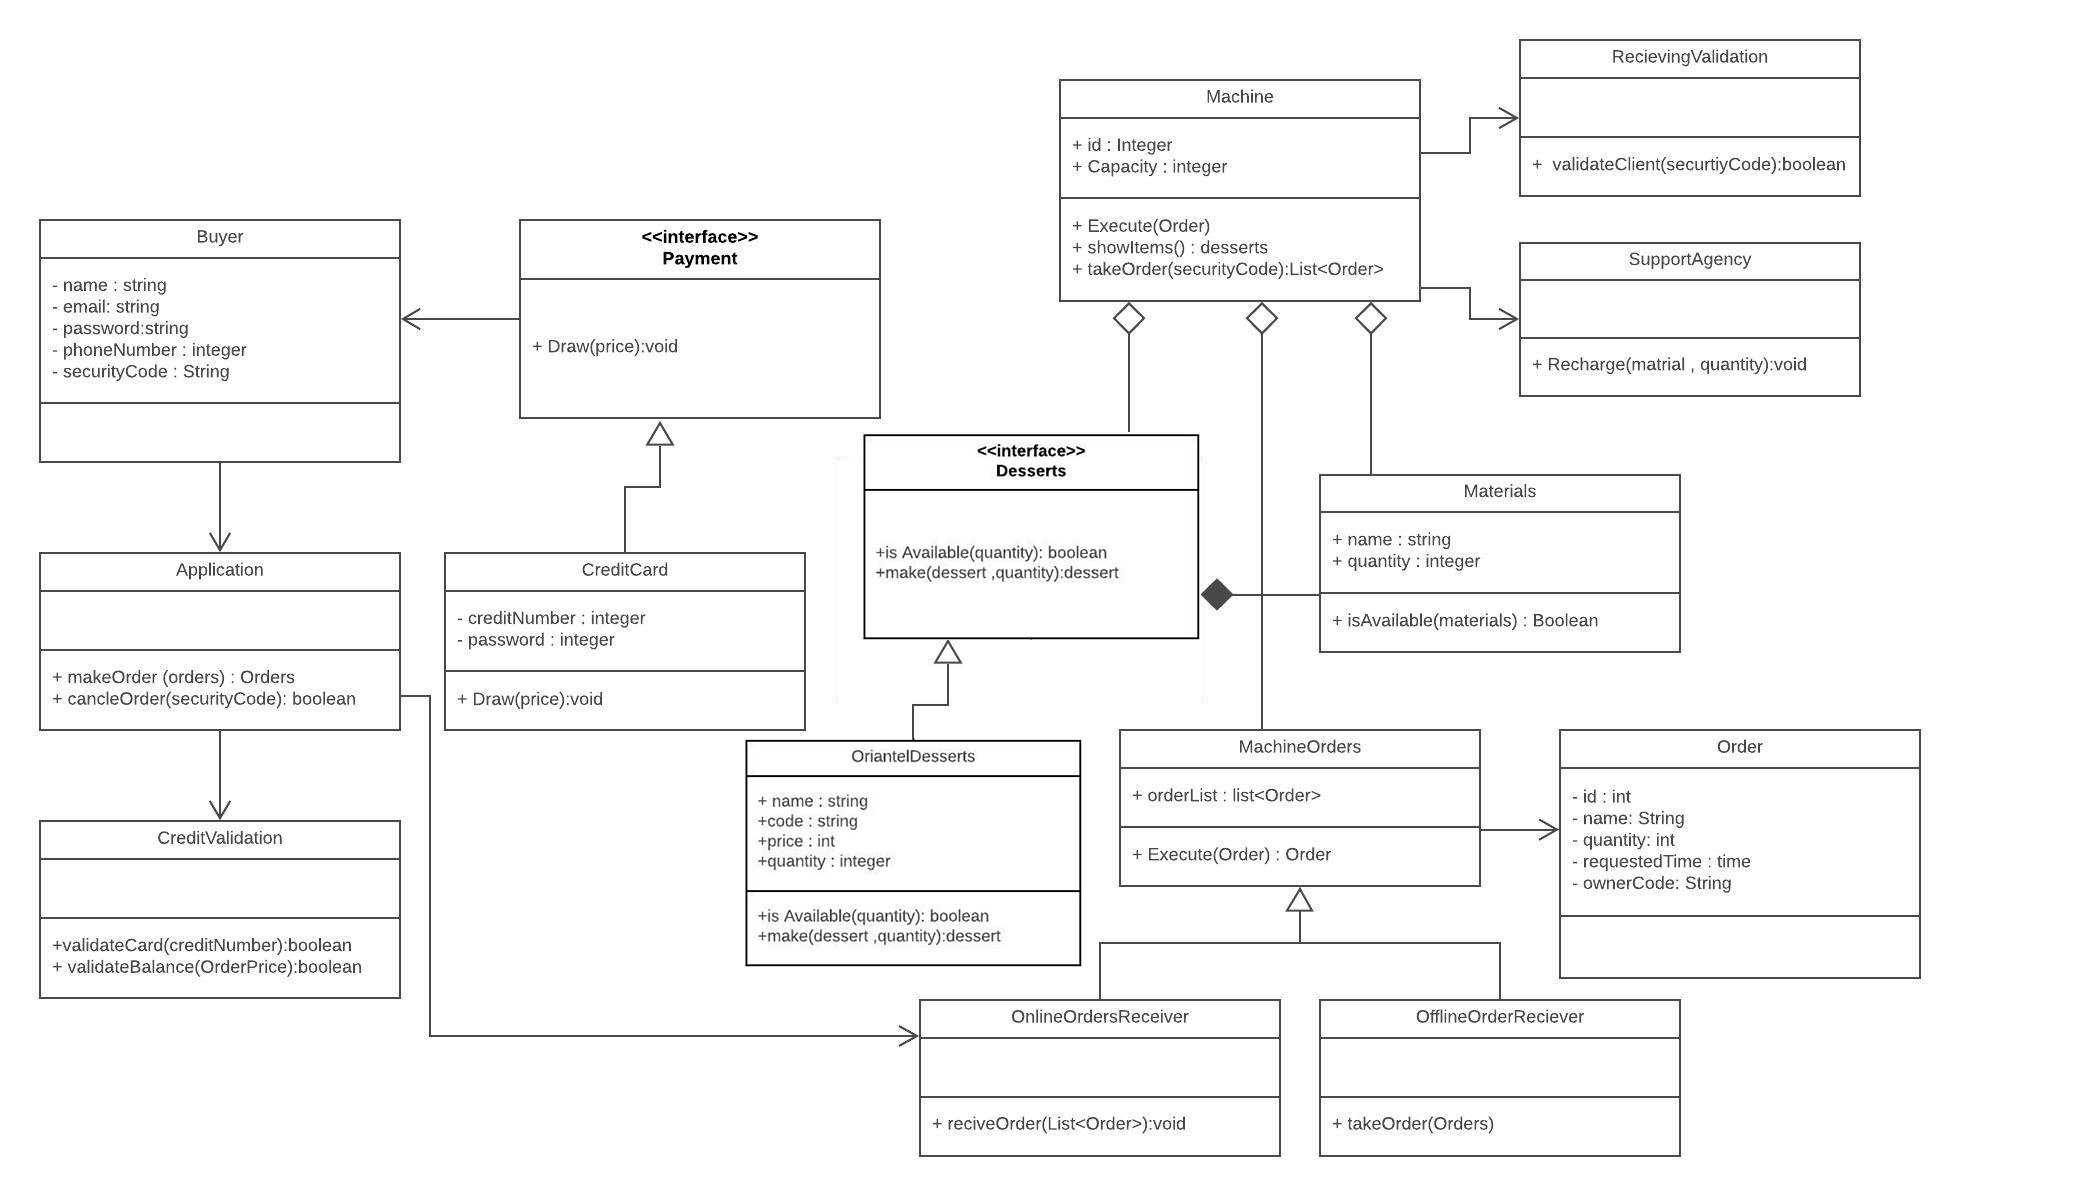 RecievingValidation
+  validateClient(securtiyCode):boolean
Machine
+ id : Integer
+ Capacity : integer
+ Execute(Order)
+ showItems() : desserts
+ takeOrder(securityCode):List<Order>
SupportAgency
+ Recharge(matrial , quantity):void
Buyer
- name : string
- email: string
- password:string
- phoneNumber : integer
- securityCode : String
<<interface>>
Payment
+ Draw(price):void
<<interface>>
Desserts
+is Available(quantity): boolean
+make(dessert ,quantity):dessert
Materials
+ name : string
+ quantity : integer
+ isAvailable(materials) : Boolean
Application
+ makeOrder (orders) : Orders
+ cancleOrder(securityCode): boolean
CreditCard
- creditNumber : integer
- password : integer
+ Draw(price):void
OriantelDesserts
+ name : string
+code : string
+price : int
+quantity : integer
+is Available(quantity): boolean
+make(dessert ,quantity):dessert
MachineOrders
+ orderList : list<Order>
+ Execute(Order) : Order
Order
- id : int
- name: String
- quantity: int
- requestedTime : time
- ownerCode: String
CreditValidation
+validateCard(creditNumber):boolean
+ validateBalance(OrderPrice):boolean
OnlineOrdersReceiver
+ reciveOrder(List<Order>):void
OfflineOrderReciever
+ takeOrder(Orders)